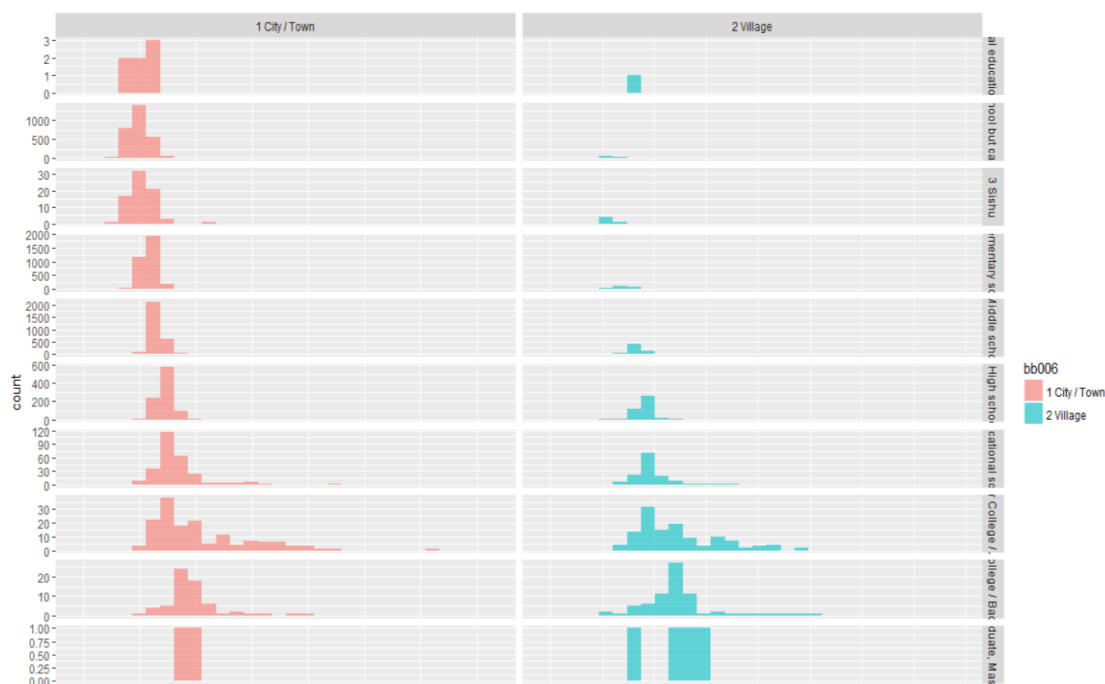 1 City / Town
2 Village
3
2
1
0
al educatio
1000
500
0
ool but ca
30
20
10
0
3 Sishu
2000
1500
1000
500
0
mentary sc
2000
1500
1000
500
0
Middle scho
600
400
200
0
High schoo
120
90
60
30
0
cational sc
30
20
10
0
r College /
20
10
0
ollege / Bac
1.00
0.75
0.50
0.25
0.00
duate, Mas
count
bb006
1 City / Town
2 Village